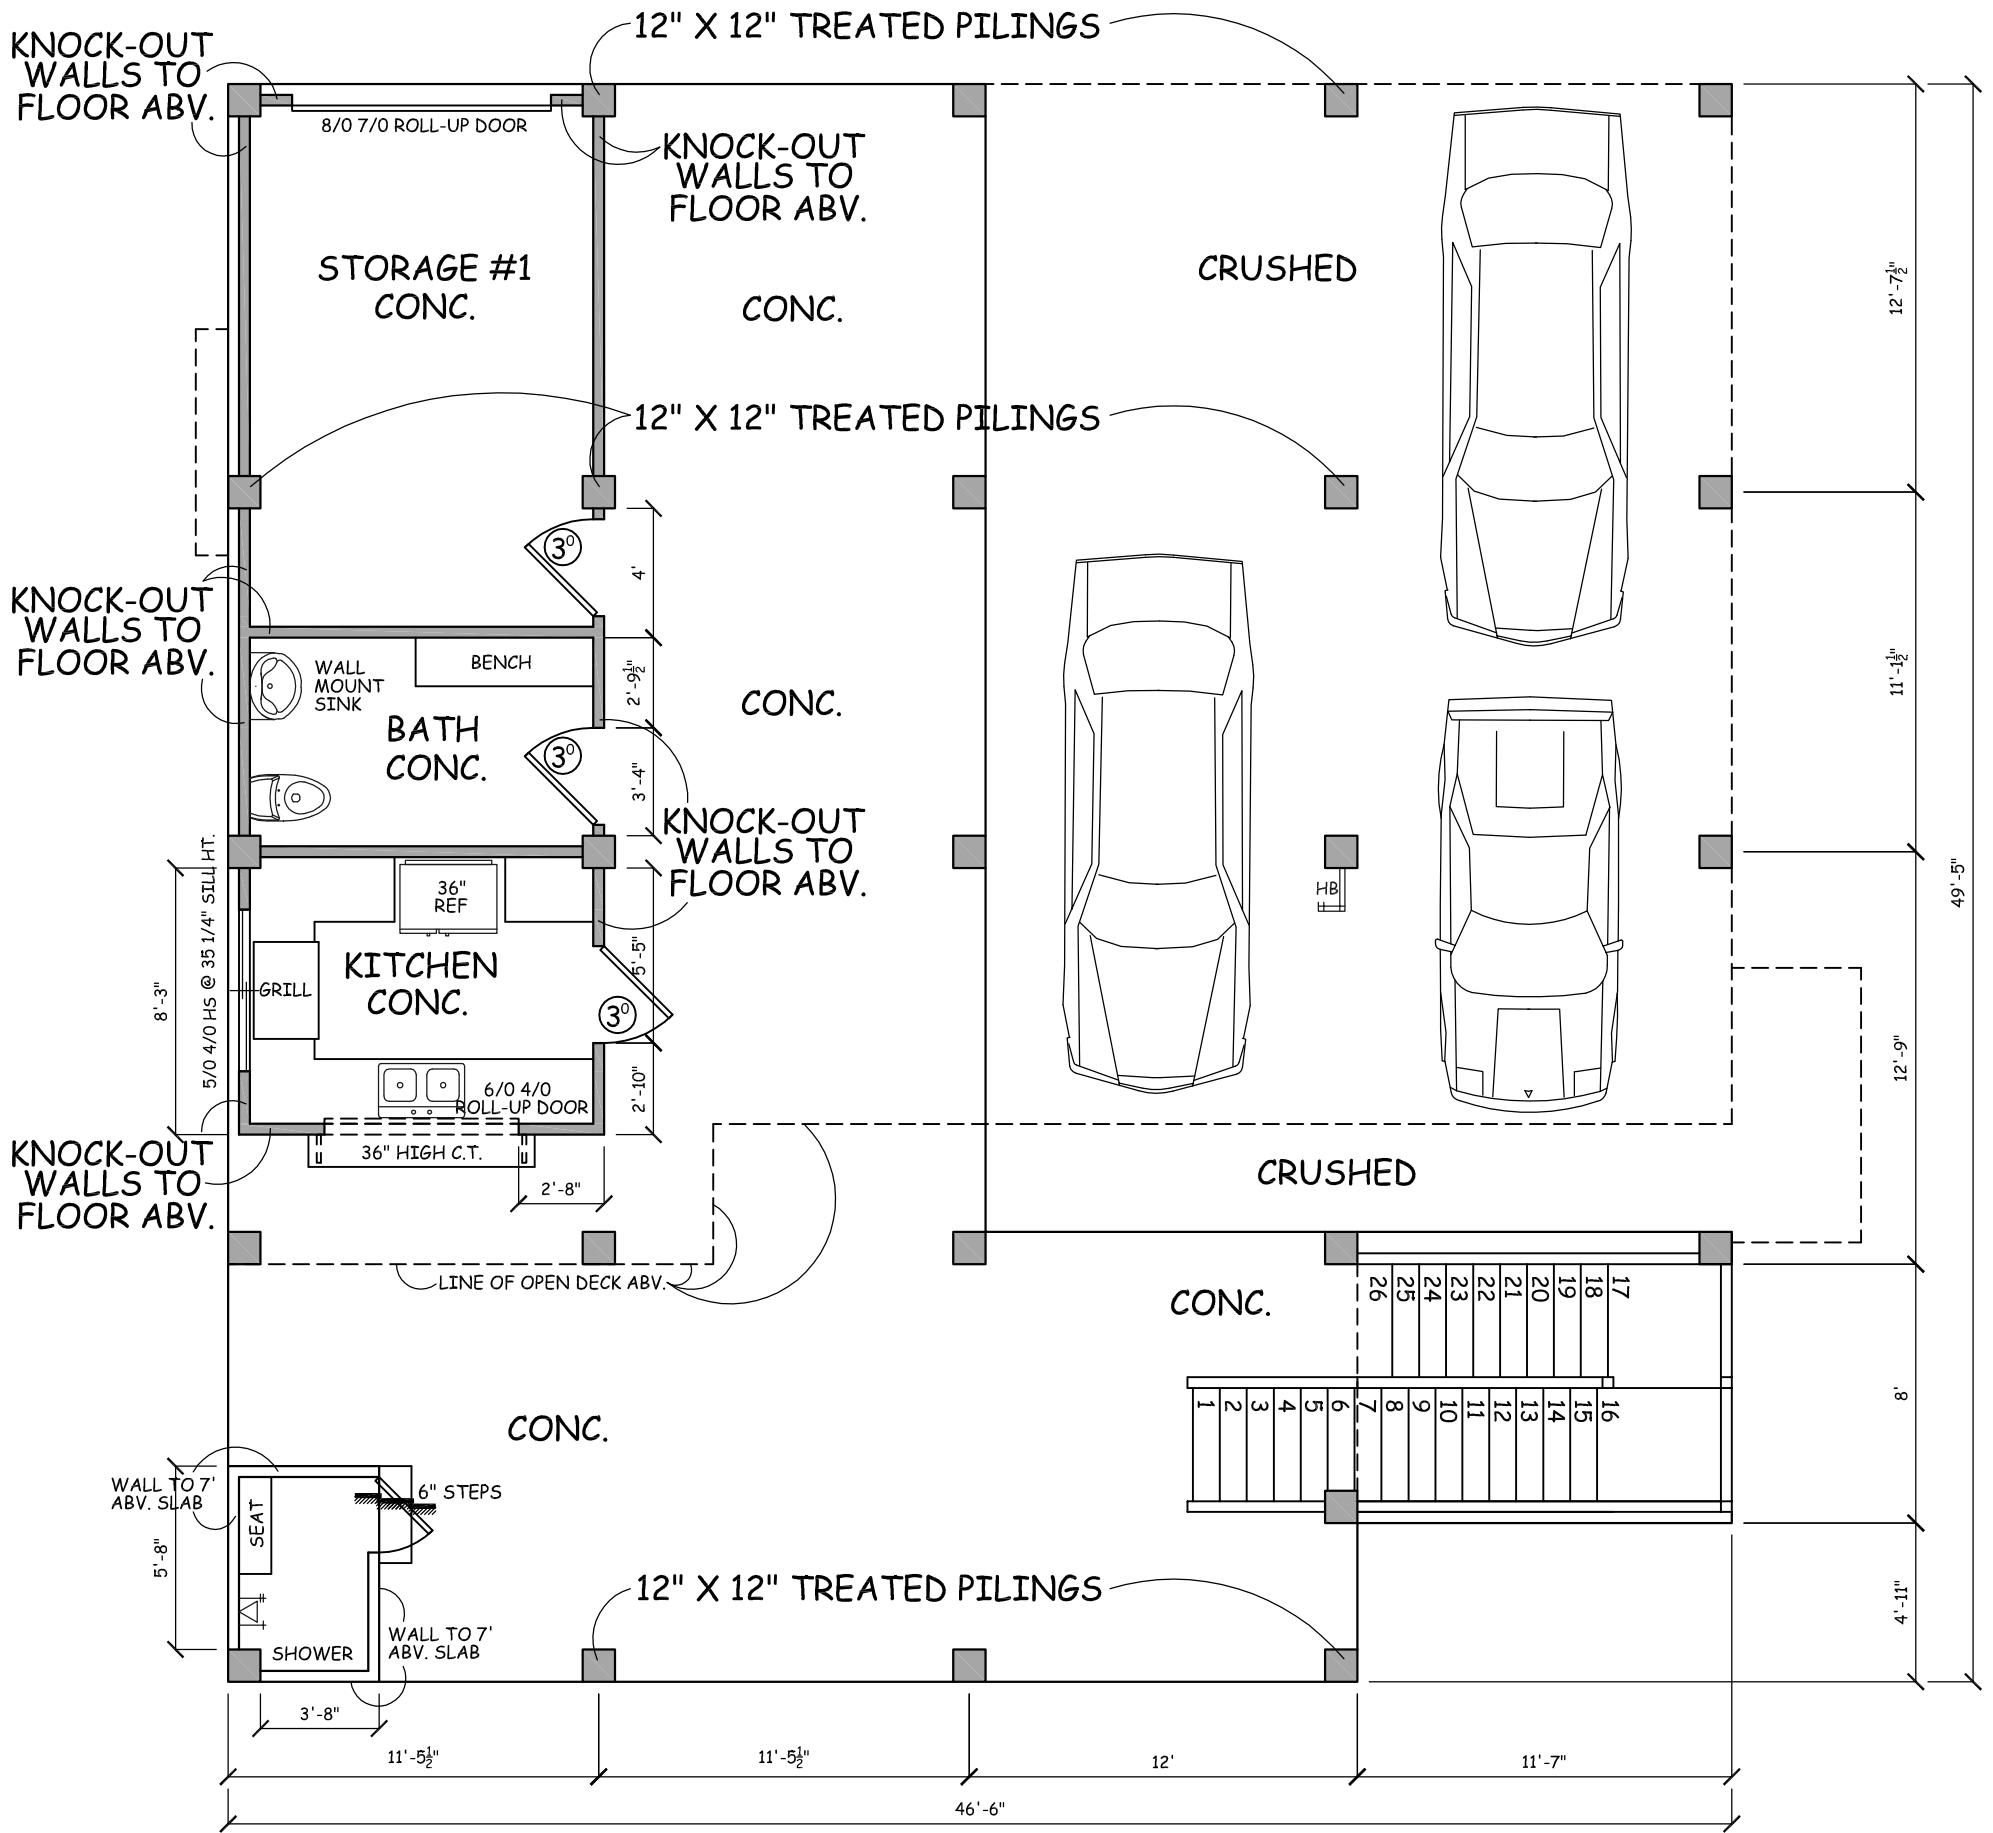 12" X 12" TREATED PILINGS
KNOCK-OUT
WALLS TO
FLOOR ABV.
8/0 7/0 ROLL-UP DOOR
KNOCK-OUT
WALLS TO
FLOOR ABV.
STORAGE #1
CONC.
CONC.
CRUSHED
12'-7½"
12" X 12" TREATED PILINGS
3⁰
4'
KNOCK-OUT
WALLS TO
FLOOR ABV.
WALL
MOUNT
SINK
BENCH
2'-9½"
11'-1½"
BATH
CONC.
CONC.
3⁰
3'-4"
KNOCK-OUT
WALLS TO
FLOOR ABV.
5/0 4/0 HS @ 35 1/4" SILL HT.
36"
REF
HB
49'-5"
KITCHEN
CONC.
GRILL
5'-5"
3⁰
8'-3"
12'-9"
6/0 4/0
ROLL-UP DOOR
2'-10"
36" HIGH C.T.
KNOCK-OUT
WALLS TO
FLOOR ABV.
2'-8"
CRUSHED
LINE OF OPEN DECK ABV.
CONC.
26 25 24 23 22 21 20 19 18 17
1 2 3 4 5 6 7 8 9 10 11 12 13 14 15 16
8'
CONC.
WALL TO 7'
ABV. SLAB
6" STEPS
SEAT
5'-8"
12" X 12" TREATED PILINGS
4'-11"
SHOWER
WALL TO 7'
ABV. SLAB
3'-8"
11'-5½"
11'-5½"
12'
11'-7"
46'-6"